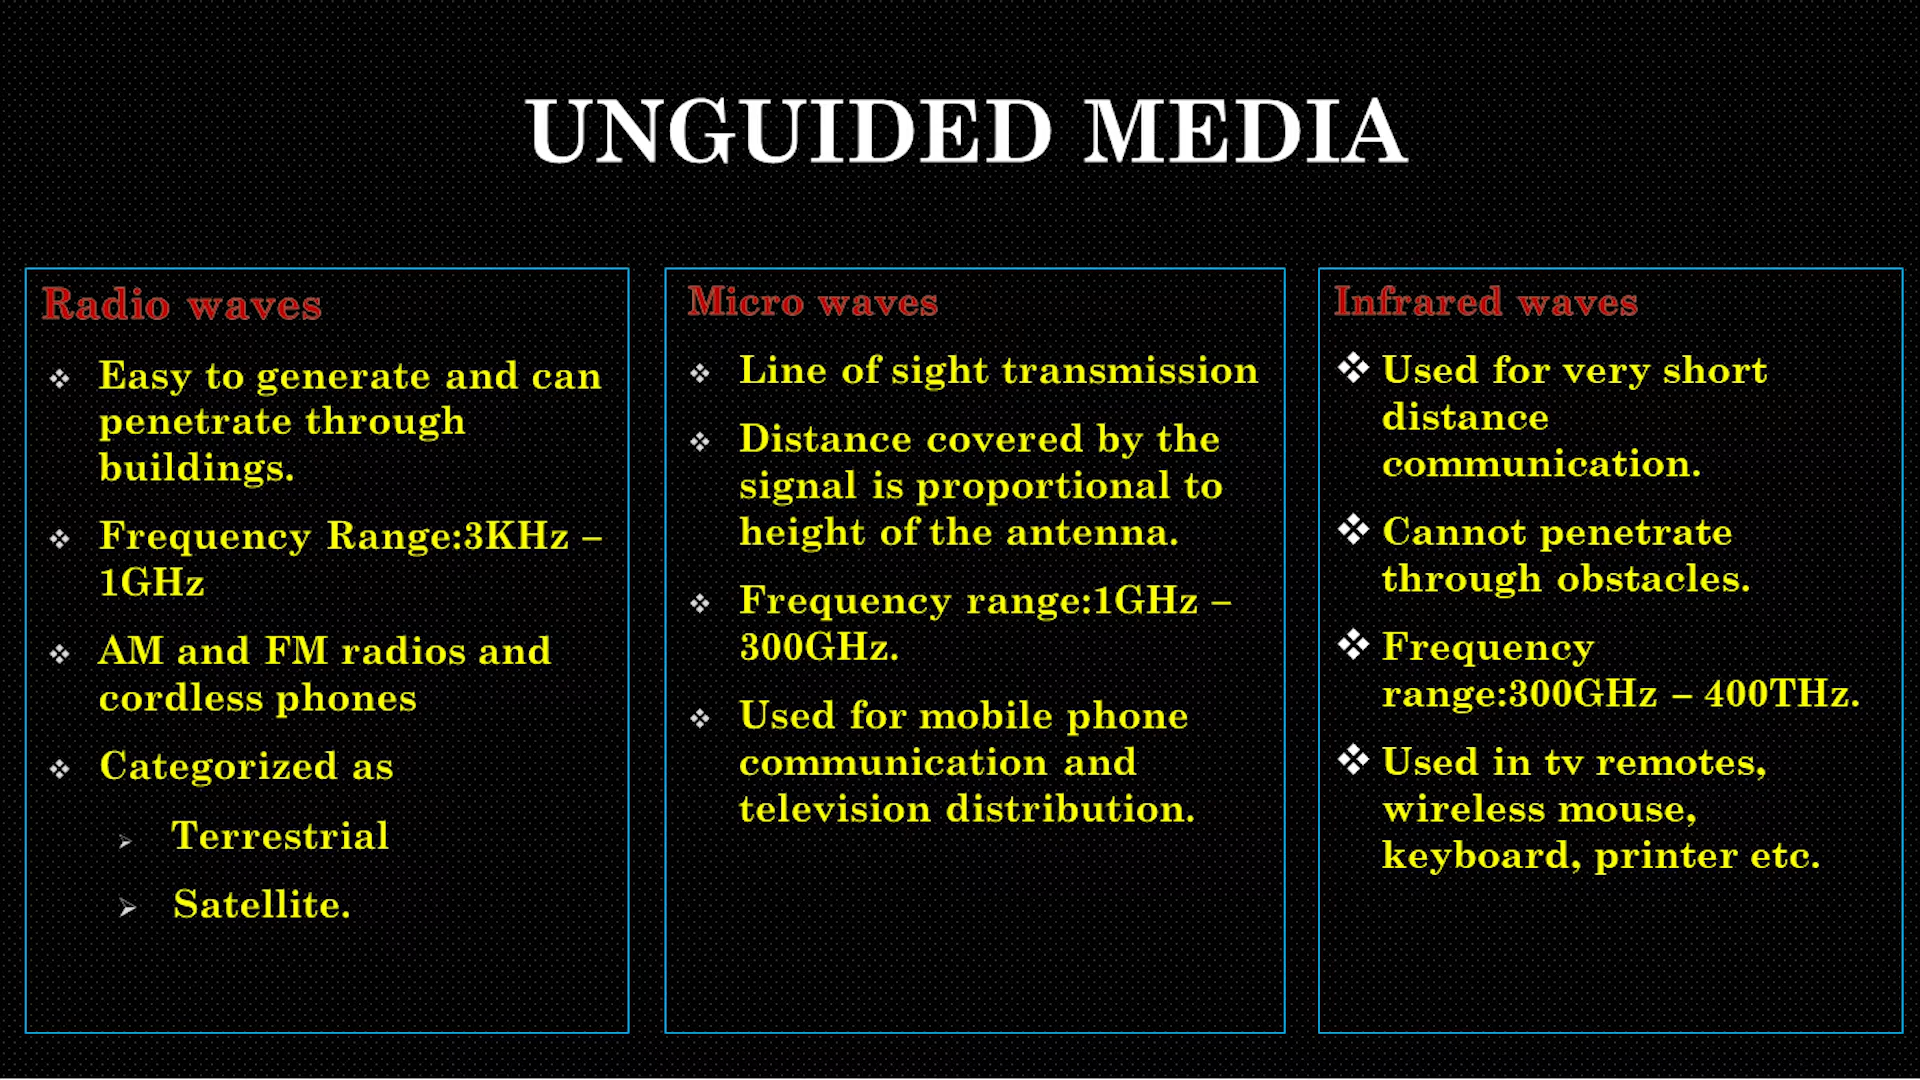 UNGUIDED MEDIA
Radio waves
Easy to generate and can
penetrate through
buildings.
Frequency Range:3KHz –
1GHz
AM and FM radios and
cordless phones
Categorized as
Terrestrial
Satellite.
Micro waves
Line of sight transmission
Distance covered by the
signal is proportional to
height of the antenna.
Frequency range:1GHz –
300GHz.
Used for mobile phone
communication and
television distribution.
Infrared waves
Used for very short
distance
communication.
Cannot penetrate
through obstacles.
Frequency
range:300GHz – 400THz.
Used in tv remotes,
wireless mouse,
keyboard, printer etc.